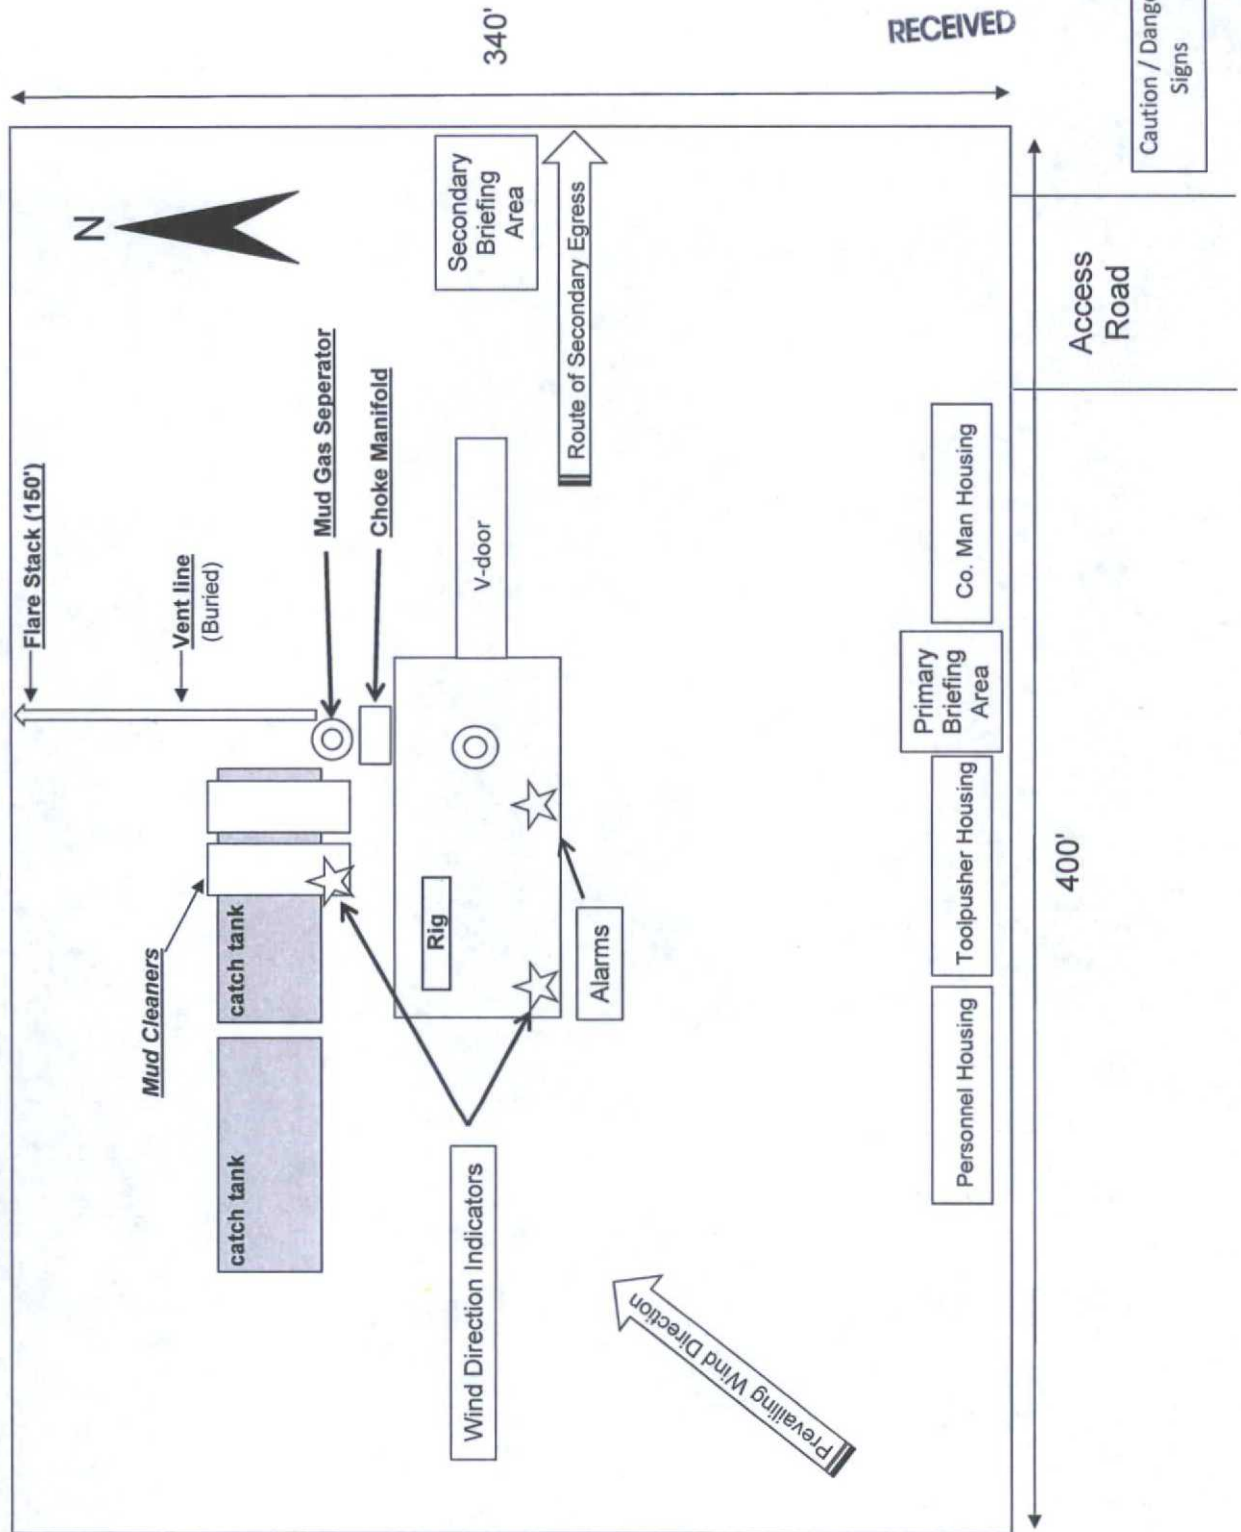 340'
RECEIVED
Caution / Dange
Signs
N
Secondary
Briefing
Area
Flare Stack (150')
Vent line
(Buried)
Mud Gas Seperator
Choke Manifold
Route of Secondary Egress
Access
Road
V-door
Co. Man Housing
Primary
Briefing
Area
Mud Cleaners
catch tank
Rig
Toolpusher Housing
400'
Alarms
catch tank
Wind Direction Indicators
Personnel Housing
Prevailing Wind Direction